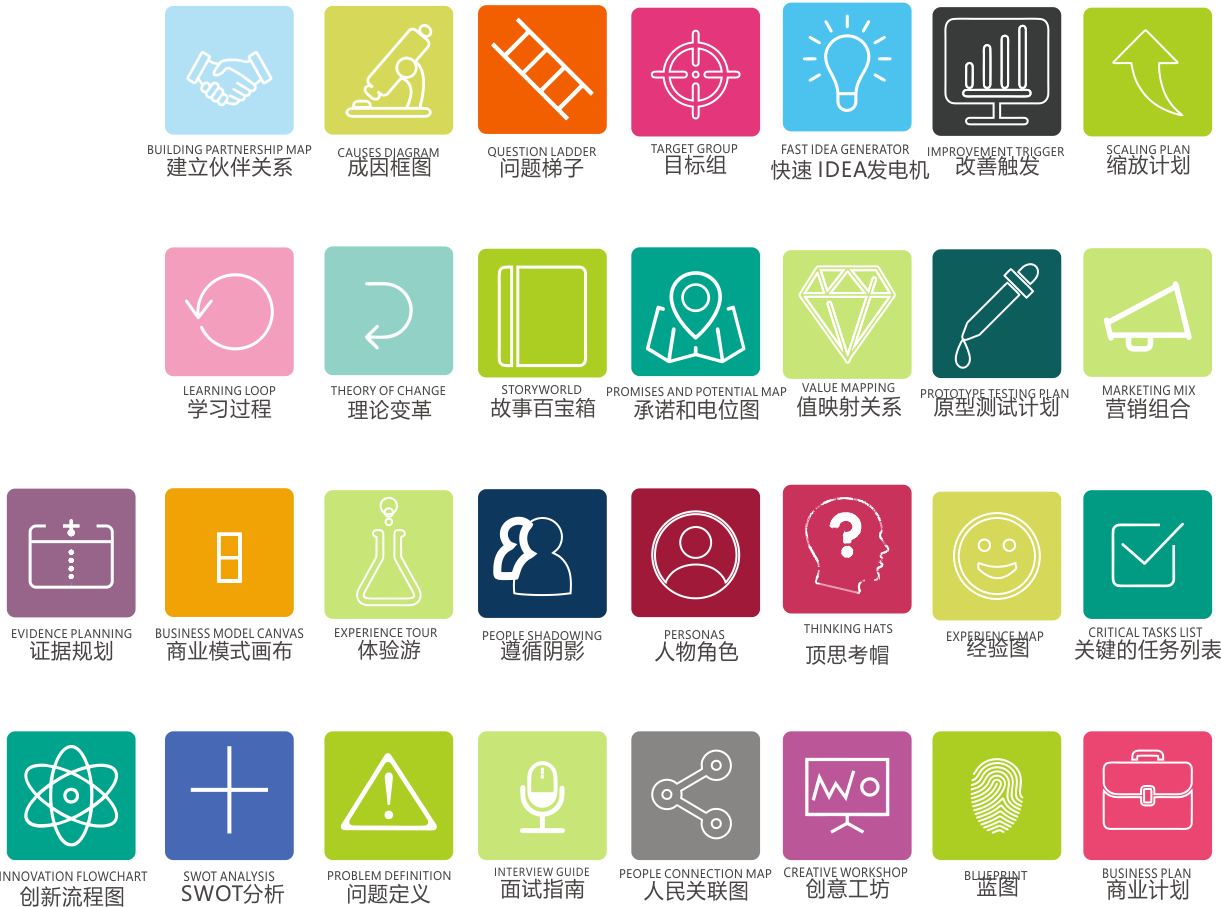 BUILDING PARTNERSHIP MAP
建立伙伴关系
CAUSES DIAGRAM
成因框图
QUESTION LADDER
问题梯子
TARGET GROUP
目标组
FAST IDEA GENERATOR
快速 IDEA发电机
IMPROVEMENT TRIGGER
改善触发
SCALING PLAN
缩放计划
LEARNING LOOP
学习过程
THEORY OF CHANGE
理论变革
STORYWORLD
故事百宝箱
PROMISES AND POTENTIAL MAP
承诺和电位图
VALUE MAPPING
值映射关系
PROTOTYPE TESTING PLAN
原型测试计划
MARKETING MIX
营销组合
EVIDENCE PLANNING
证据规划
BUSINESS MODEL CANVAS
商业模式画布
EXPERIENCE TOUR
体验游
PEOPLE SHADOWING
遵循阴影
PERSONAS
人物角色
THINKING HATS
顶思考帽
EXPERIENCE MAP
经验图
CRITICAL TASKS LIST
关键的任务列表
INNOVATION FLOWCHART
创新流程图
SWOT ANALYSIS
SWOT分析
PROBLEM DEFINITION
问题定义
INTERVIEW GUIDE
面试指南
PEOPLE CONNECTION MAP
人民关联图
CREATIVE WORKSHOP
创意工坊
BLUEPRINT
蓝图
BUSINESS PLAN
商业计划